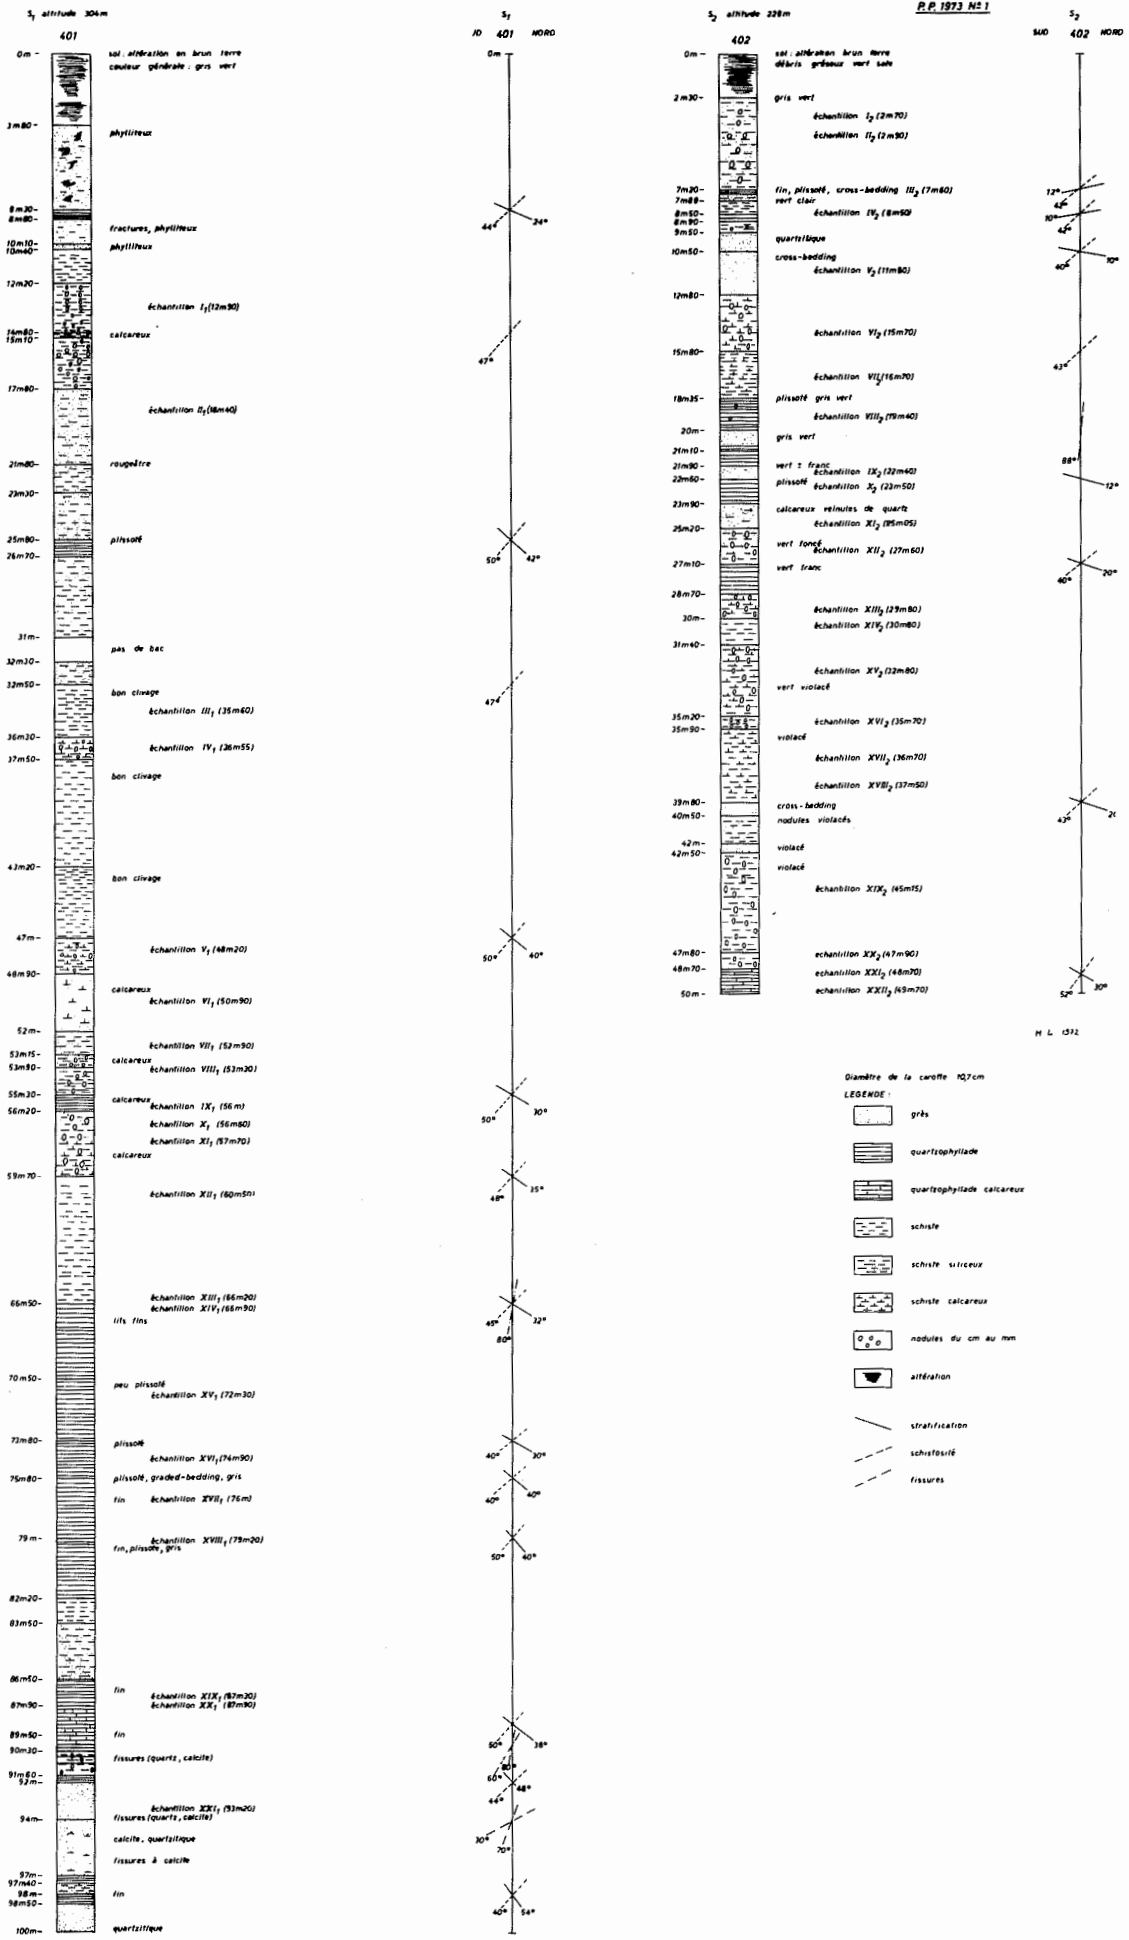 P.P. 1973 Nº 1
S1 altitude 304m
401
0m
sol: altération en brun terre
couleur générale: gris vert
3m80
phylliteux
8m30
8m80
fractures, phylliteux
10m10
phylliteux
10m40
12m20
échantillon I1 (12m90)
14m80
calcareux
15m10
17m80
échantillon II1 (18m40)
21m80
rougeâtre
23m30
25m80
plissoté
26m70
31m
pas de bac
32m30
32m50
bon clivage
échantillon III1 (35m60)
36m30
échantillon IV1 (36m55)
37m50
bon clivage
43m20
bon clivage
47m
échantillon V1 (48m20)
48m90
calcareux
échantillon VI1 (50m90)
52m
échantillon VII1 (52m90)
53m15
calcareux
53m90
échantillon VIII1 (53m30)
55m30
calcareux
échantillon IX1 (56m)
56m20
échantillon X1 (56m80)
échantillon XI1 (57m70)
calcareux
59m70
échantillon XII1 (60m50)
échantillon XIII1 (66m20)
66m50
échantillon XIV1 (66m90)
lits fins
70m50
peu plissoté
échantillon XV1 (72m30)
73m80
plissoté
échantillon XVI1 (74m90)
75m80
plissoté, graded-bedding, gris
fin échantillon XVII1 (76m)
79m
échantillon XVIII1 (79m20)
fin, plissoté, gris
82m20
83m50
86m50
fin
échantillon XIX1 (87m30)
87m90
échantillon XX1 (87m90)
89m50
fin
90m30
fissures (quartz, calcite)
91m60
92m
échantillon XXI1 (93m20)
94m
fissures (quartz, calcite)
calcite, quartzitique
fissures à calcite
97m
97m40
98m
fin
98m50
100m
quartzitique
S1
JD 401 NORD
0m
44° 24°
47°
50° 42°
47°
50° 40°
50° 30°
48° 35°
45° 32°
80°
40° 30°
40° 40°
50° 40°
50° 38°
80°
60° 48°
44°
30°
70°
40° 54°
S2 altitude 228m
402
0m
sol: altération brun terre
débris gréseux vert sale
2m30
gris vert
échantillon I2 (2m70)
échantillon II2 (2m90)
7m20
fin, plissoté, cross-bedding III2 (7m60)
7m88
vert clair
8m50
échantillon IV2 (8m50)
8m90
9m50
quartzitique
10m50
cross-bedding
échantillon V2 (11m80)
12m80
échantillon VI2 (15m70)
15m80
échantillon VII2 (16m70)
18m35
plissoté gris vert
échantillon VIII2 (19m40)
20m
gris vert
21m10
21m90
vert ± franc
échantillon IX2 (22m40)
22m60
plissoté
échantillon X2 (23m50)
23m90
calcareux veinules de quartz
25m20
échantillon XI2 (25m05)
vert foncé
échantillon XII2 (27m60)
27m10
vert franc
28m70
échantillon XIII2 (29m80)
30m
échantillon XIV2 (30m80)
31m40
échantillon XV2 (32m80)
vert violacé
35m20
échantillon XVI2 (35m70)
35m90
violacé
échantillon XVII2 (36m70)
échantillon XVIII2 (37m50)
39m80
cross-bedding
40m50
nodules violacés
42m
violacé
42m50
violacé
échantillon XIX2 (45m15)
47m80
echantillon XX2 (47m90)
48m70
echantillon XXI2 (48m70)
50m
echantillon XXII2 (49m70)
S2
SUD 402 NORD
12°
42°
10°
42°
40° 10°
43°
88°
12°
40° 20°
43° 20
52° 30°
M L 1972
Diamètre de la carotte 10,7cm
LEGENDE:
grès
quartzophyllade
quartzophyllade calcareux
schiste
schiste siliceux
schiste calcareux
nodules du cm au mm
altération
stratification
schistosité
fissures